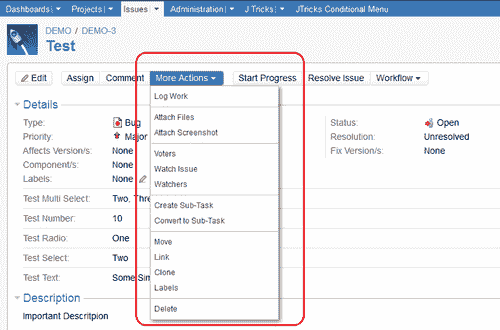 Dashboards Projects Issues Administration J Tricks JTricks Conditional Menu
DEMO / DEMO-3
Test
Edit Assign Comment More Actions Start Progress Resolve Issue Workflow
Details
Type: Bug
Priority: Major
Affects Version/s: None
Component/s: None
Labels: None
Test Multi Select: Two, Thre
Test Number: 10
Test Radio: One
Test Select: Two
Test Text: Some Sim
Log Work
Attach Files
Attach Screenshot
Voters
Watch Issue
Watchers
Create Sub-Task
Convert to Sub-Task
Move
Link
Clone
Labels
Delete
Status: Open
Resolution: Unresolved
Fix Version/s: None
Description
Important Descritpion